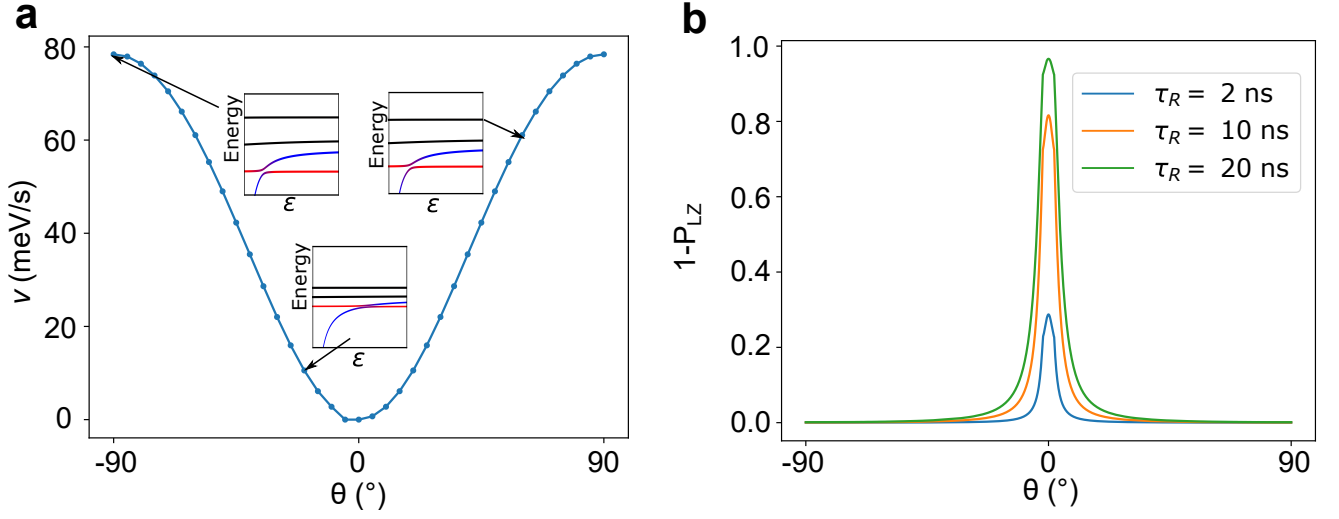 a
80
60
40
20
0
v (meV/s)
Energy
ε
Energy
ε
Energy
ε
-90
0
90
θ (°)
b
1.0
0.8
0.6
0.4
0.2
0.0
1-P_LZ
τ_R = 2 ns
τ_R = 10 ns
τ_R = 20 ns
-90
0
90
θ (°)